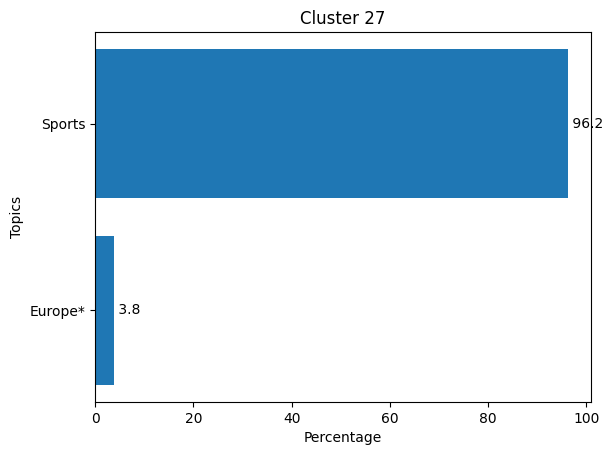 Cluster 27
Topics
Sports
96.2
Europe*
3.8
0 20 40 60 80 100
Percentage